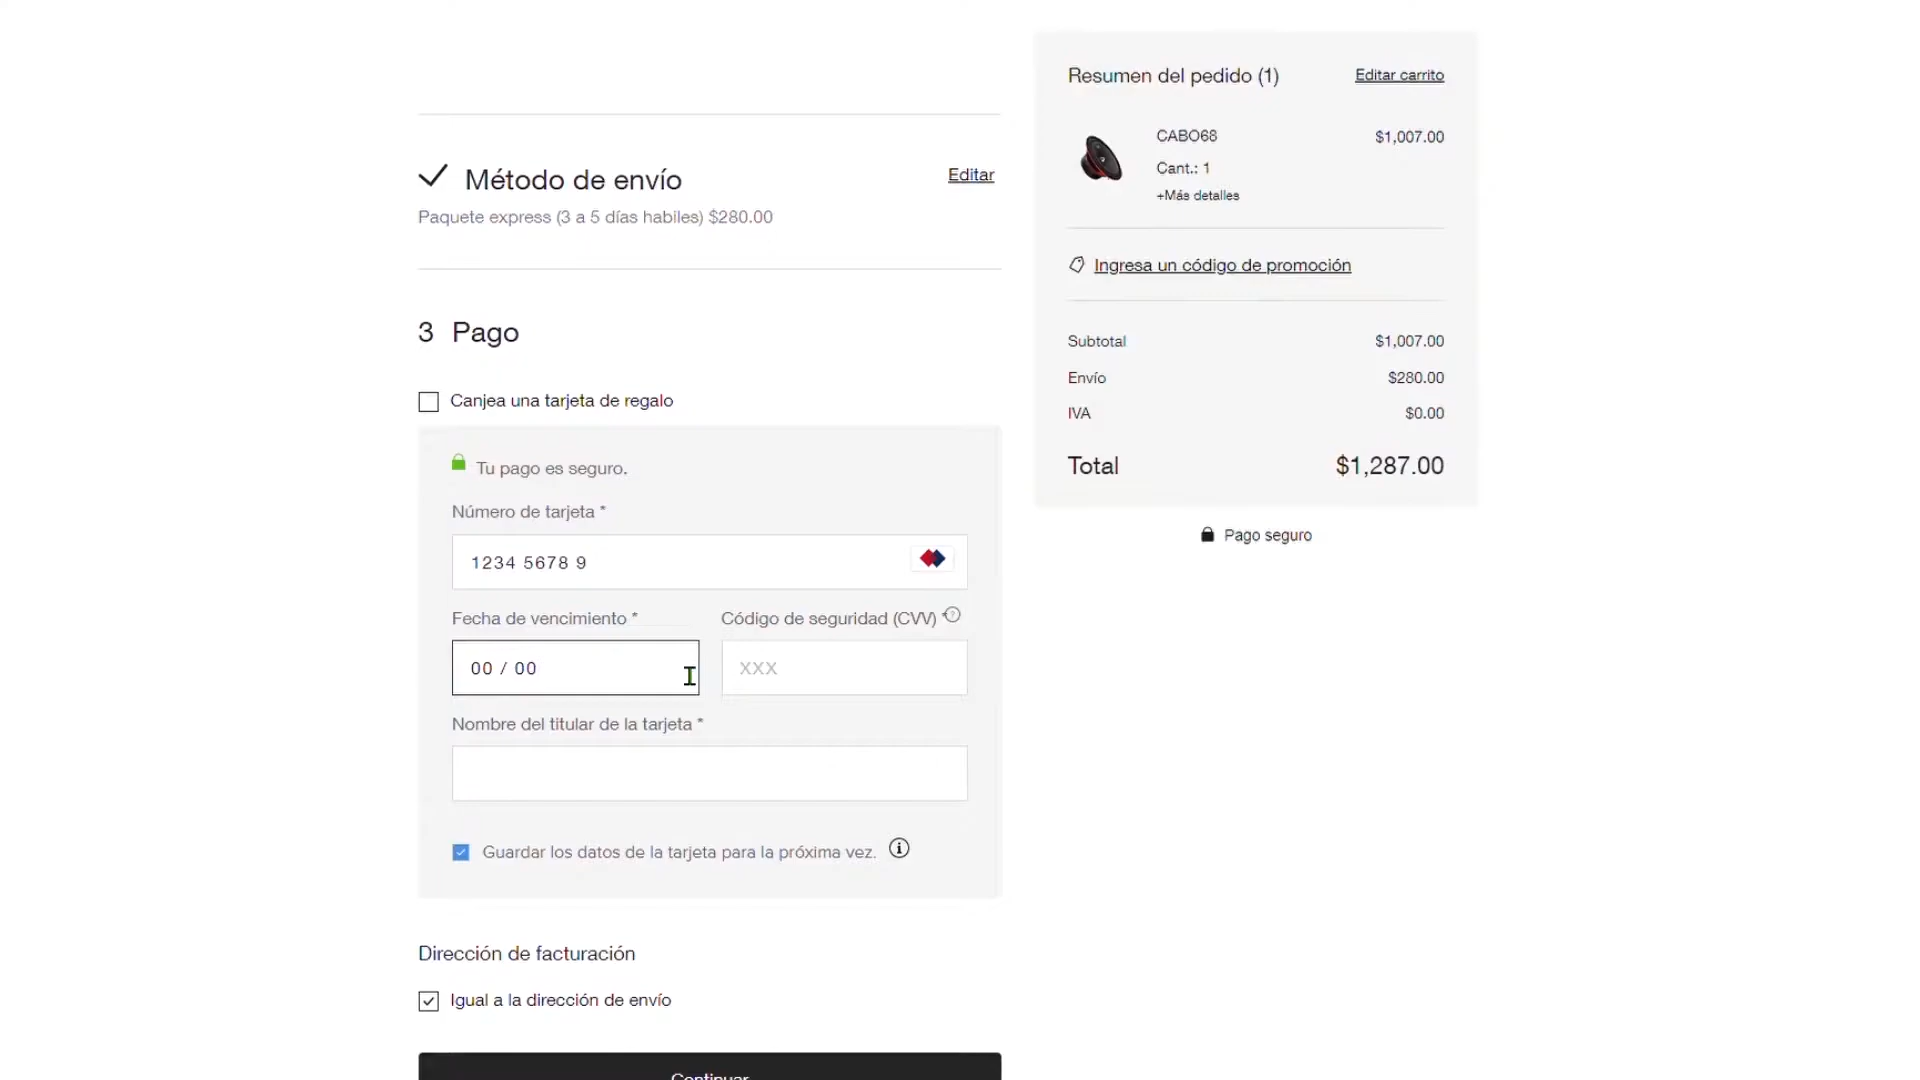 Método de envío
Editar
Paquete express (3 a 5 días habiles) $280.00
3 Pago
Canjea una tarjeta de regalo
Tu pago es seguro.
Número de tarjeta *
1234 5678 9
Fecha de vencimiento *
Código de seguridad (CVV) *
00 / 00
XXX
Nombre del titular de la tarjeta *
Guardar los datos de la tarjeta para la próxima vez.
Dirección de facturación
Igual a la dirección de envío
Continuar
Resumen del pedido (1)
Editar carrito
CABO68
$1,007.00
Cant.: 1
+Más detalles
Ingresa un código de promoción
Subtotal
$1,007.00
Envío
$280.00
IVA
$0.00
Total
$1,287.00
Pago seguro